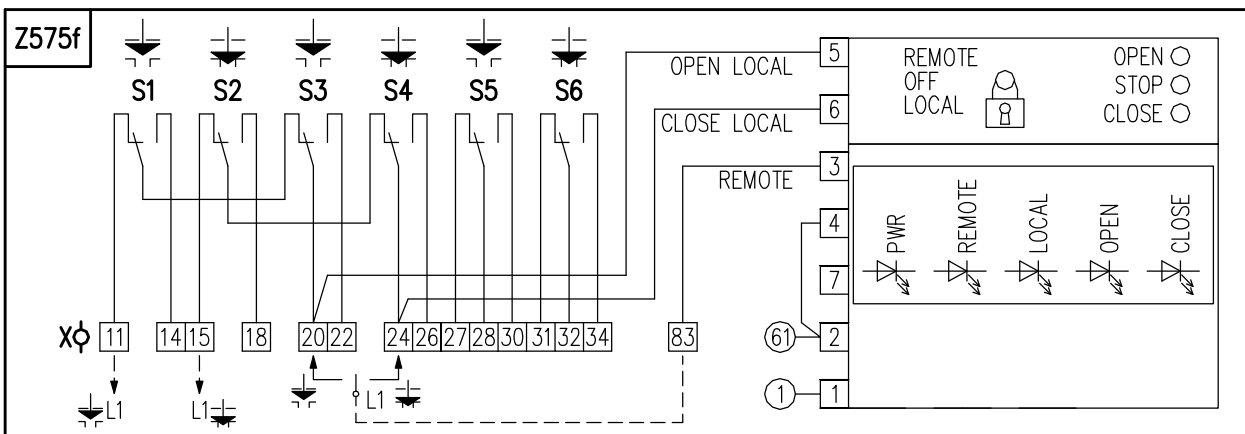 Z575f
S1 S2 S3 S4 S5 S6
OPEN LOCAL 5
CLOSE LOCAL 6
REMOTE 3
4
7
61 2
1 1
REMOTE
OFF
LOCAL
OPEN
STOP
CLOSE
PWR
REMOTE
LOCAL
OPEN
CLOSE
X 11 14 15 18 20 22 24 26 27 28 30 31 32 34 83
L1 L1 L1